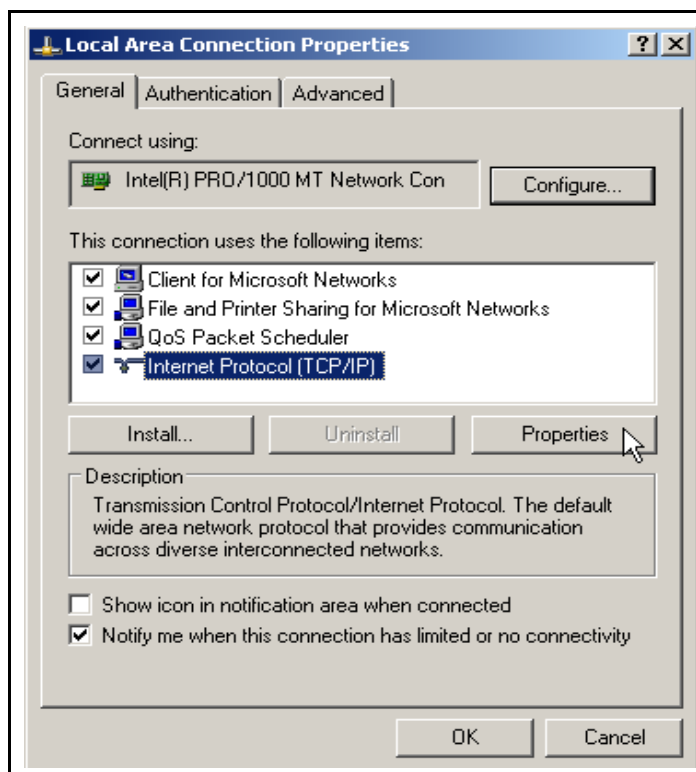 Local Area Connection Properties
General Authentication Advanced
Connect using:
Intel(R) PRO/1000 MT Network Con Configure...
This connection uses the following items:
Client for Microsoft Networks
File and Printer Sharing for Microsoft Networks
QoS Packet Scheduler
Internet Protocol (TCP/IP)
Install... Uninstall Properties
Description
Transmission Control Protocol/Internet Protocol. The default
wide area network protocol that provides communication
across diverse interconnected networks.
Show icon in notification area when connected
Notify me when this connection has limited or no connectivity
OK Cancel